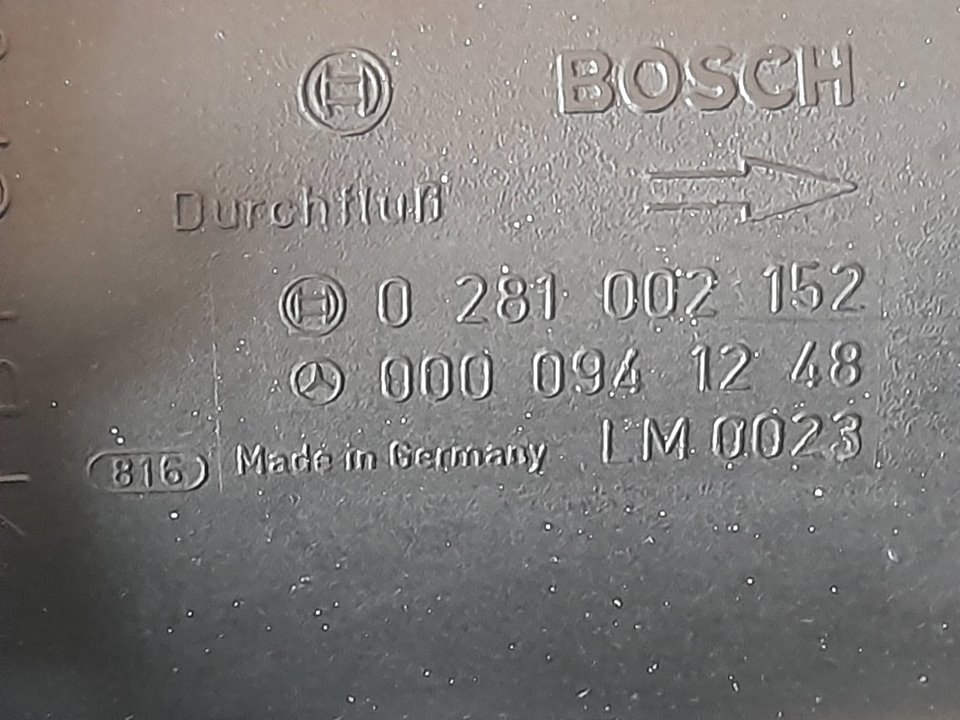 BOSCH
Durchfluß
0 281 002 152
000 094 12 48
816 Made in Germany LM 0023